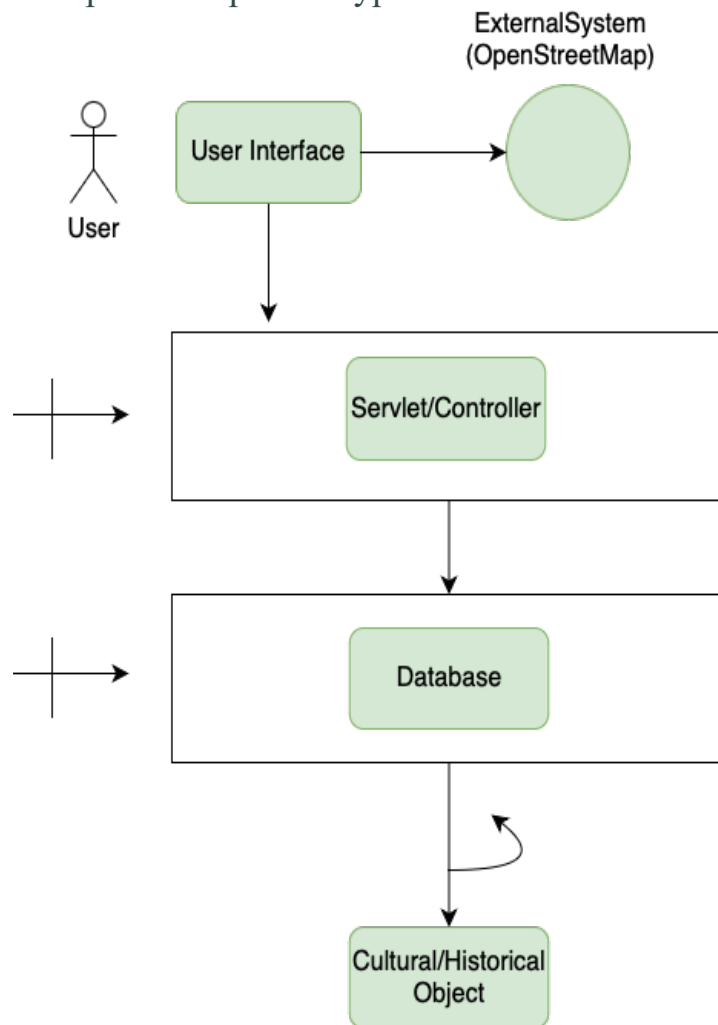 ExternalSystem
(OpenStreetMap)
User Interface
User
Servlet/Controller
Database
Cultural/Historical
Object